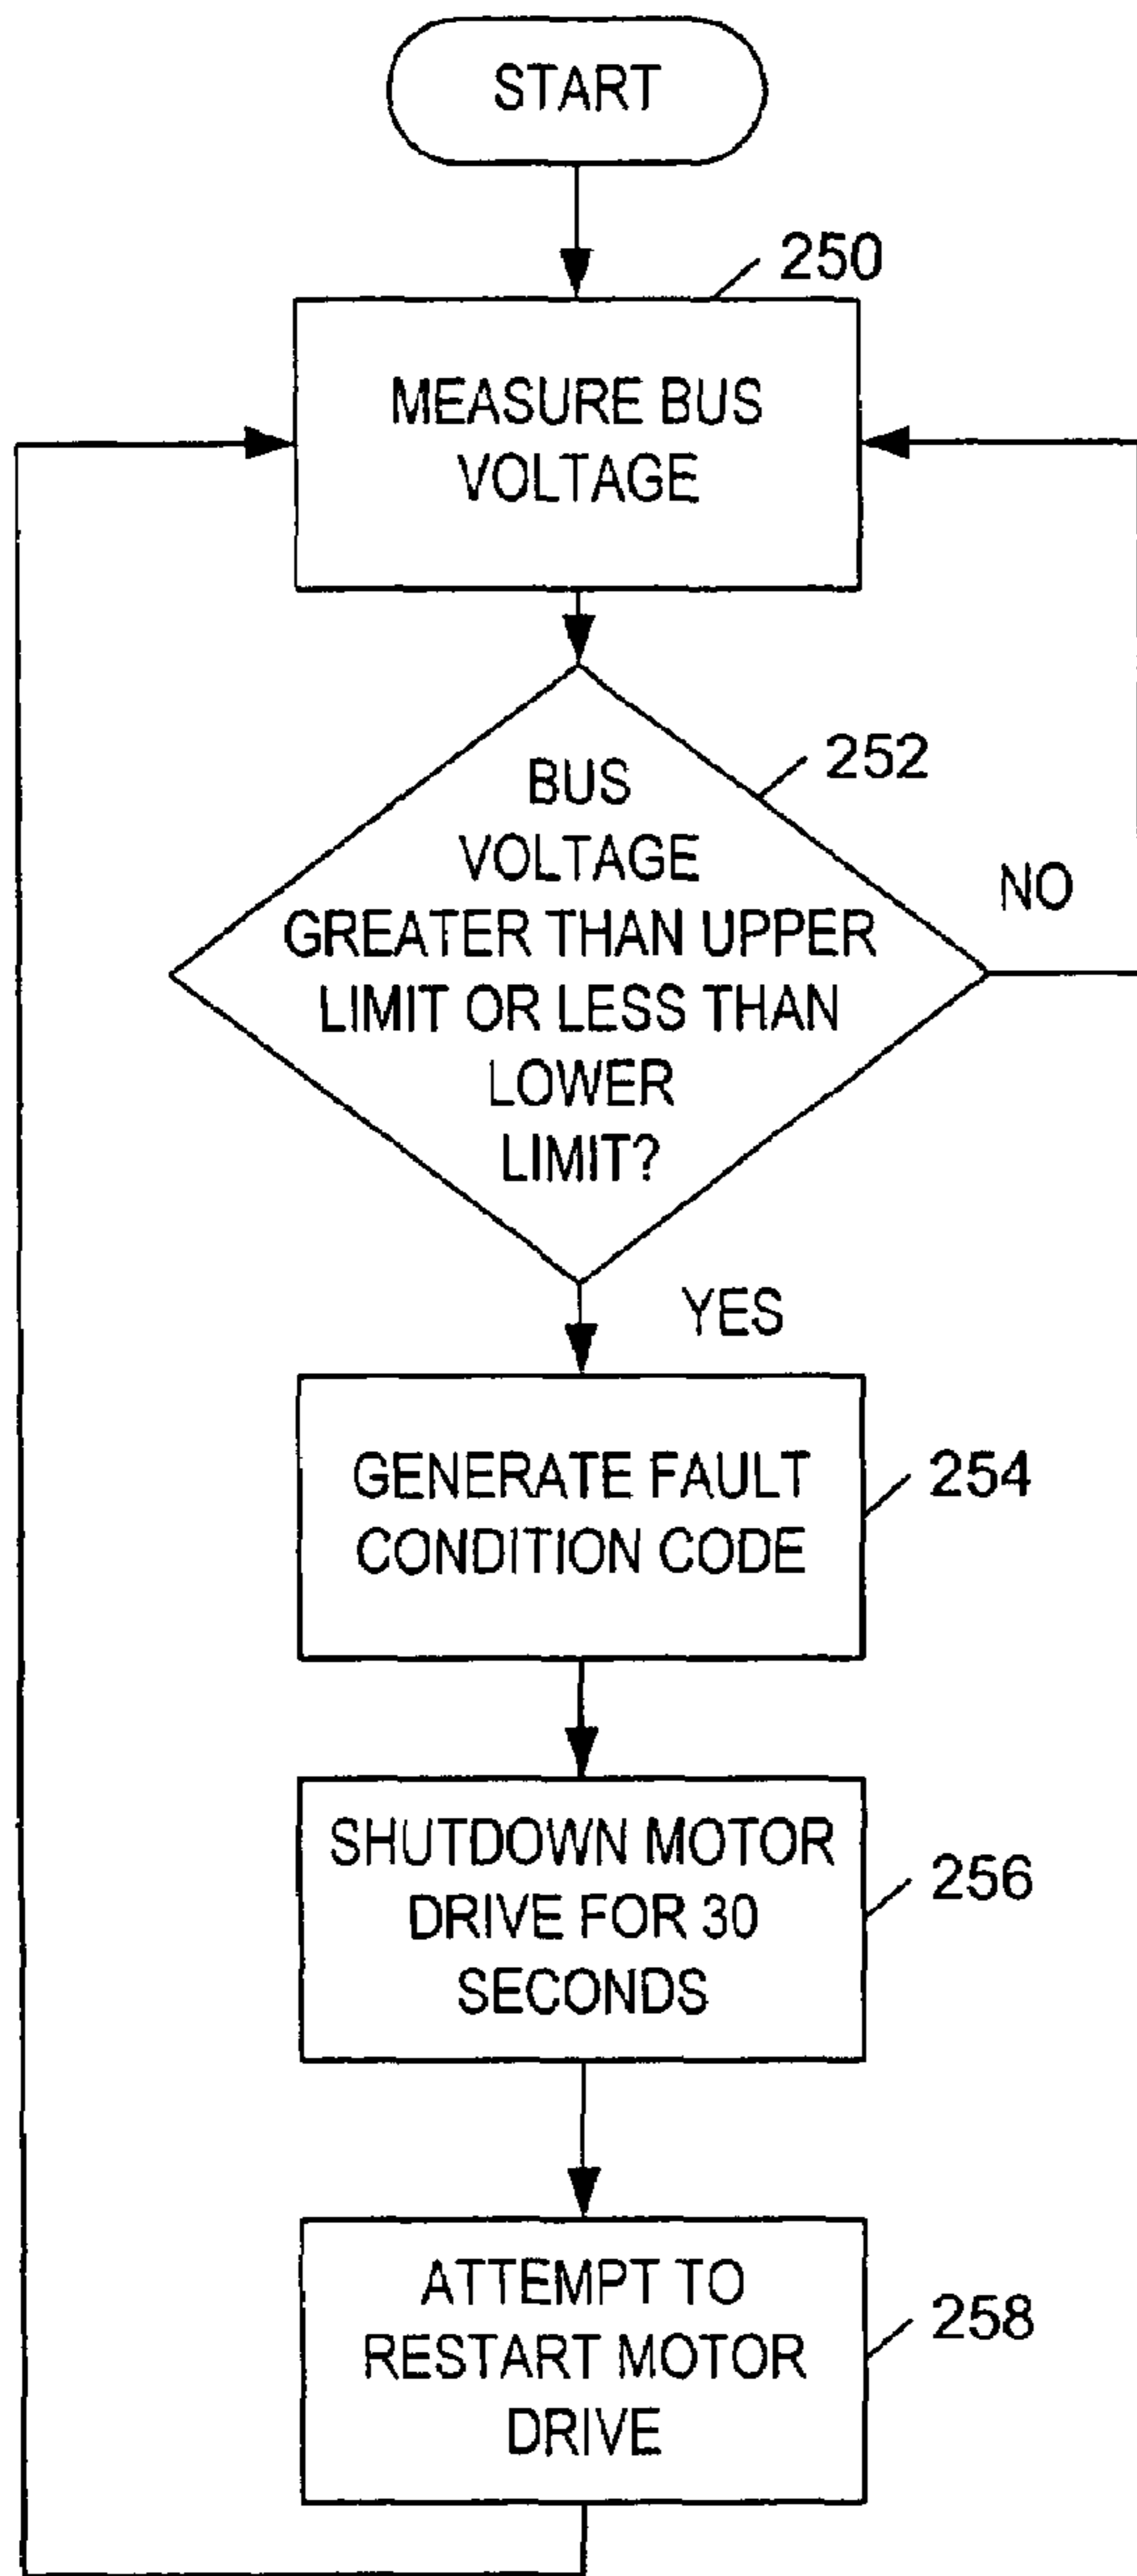 START
250
MEASURE BUS
VOLTAGE
252
BUS
VOLTAGE
GREATER THAN UPPER
LIMIT OR LESS THAN
LOWER
LIMIT?
NO
YES
GENERATE FAULT
CONDITION CODE
254
SHUTDOWN MOTOR
DRIVE FOR 30
SECONDS
256
ATTEMPT TO
RESTART MOTOR
DRIVE
258